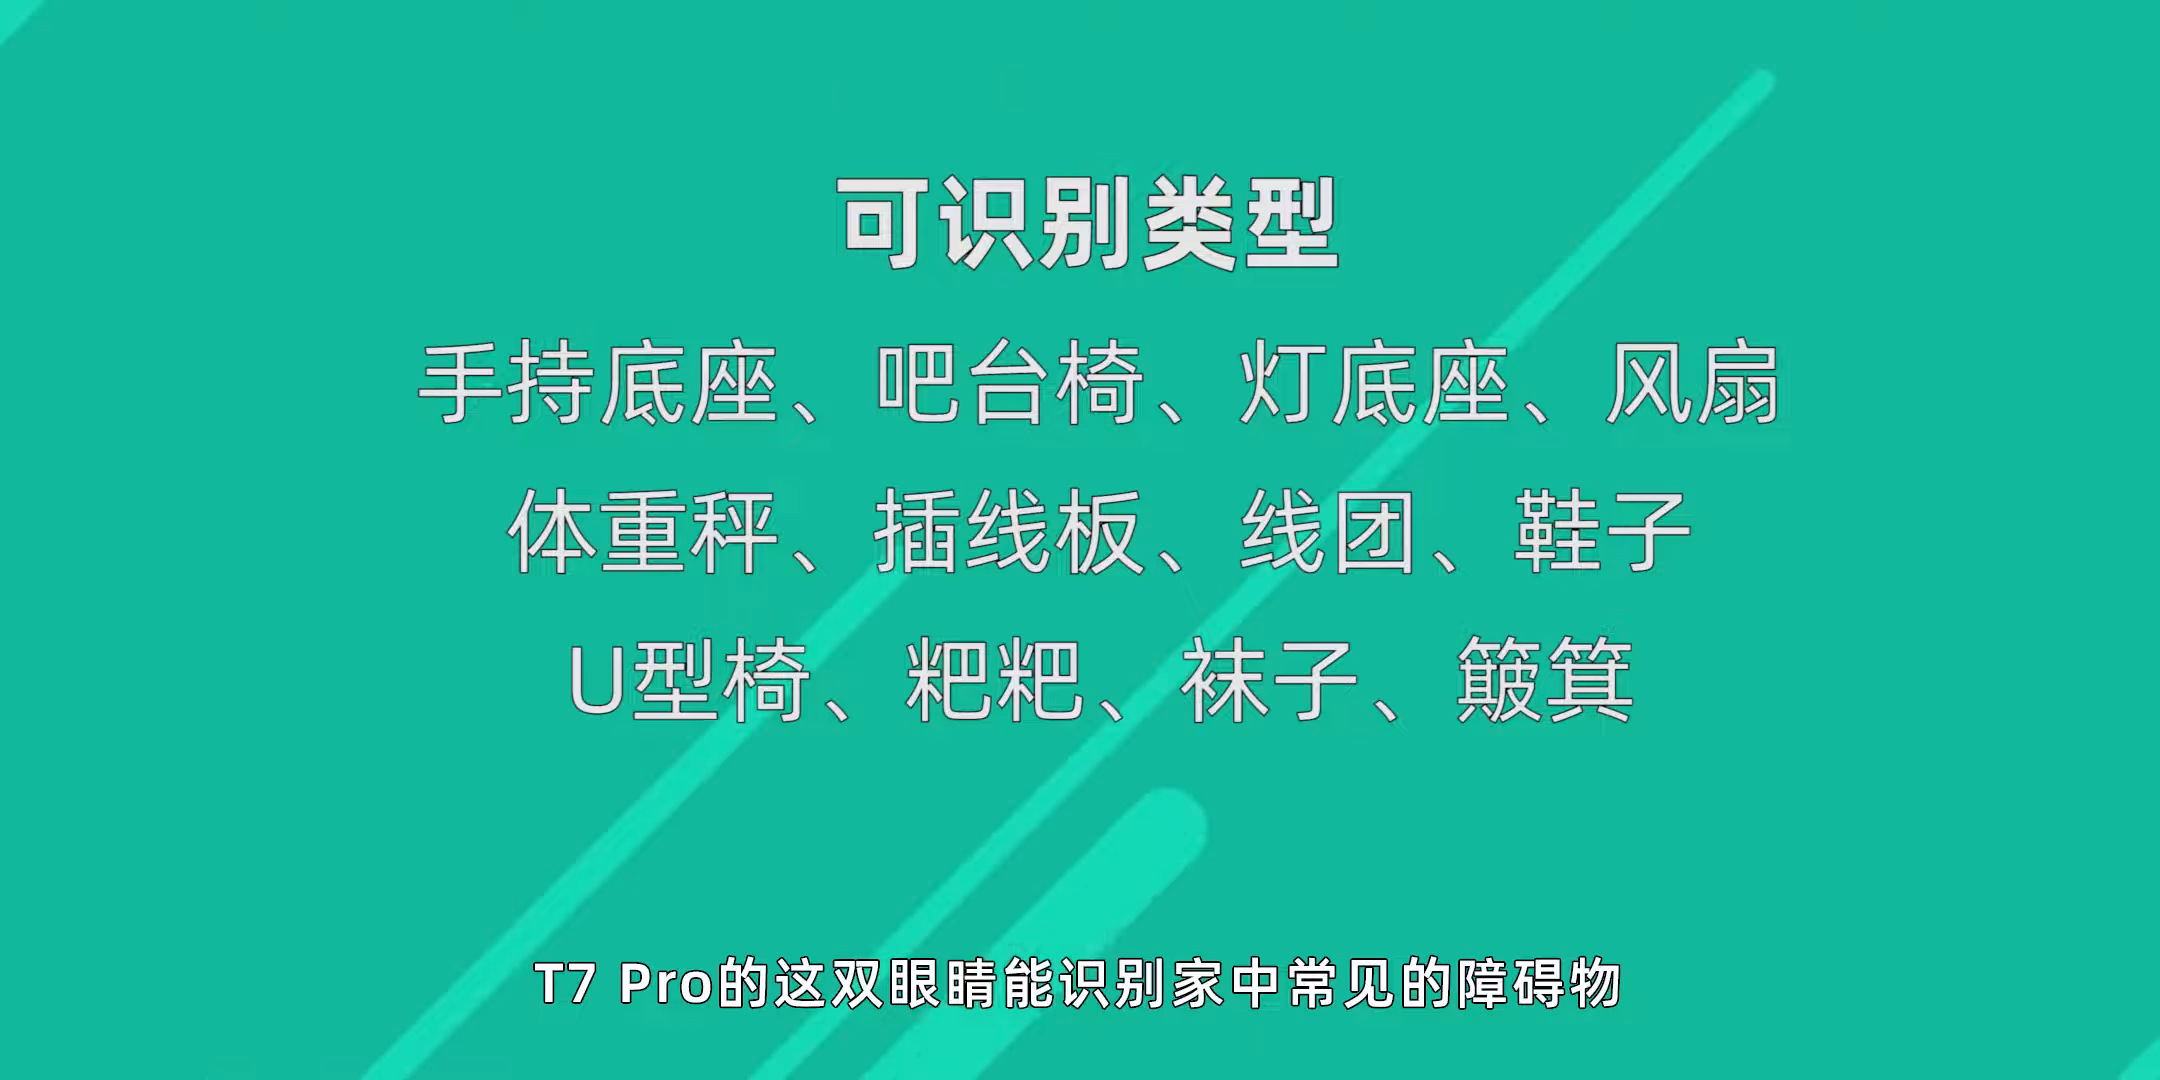 可识别类型
手持底座、吧台椅、灯底座、风扇
体重秤、插线板、线团、鞋子
U型椅、粑粑、袜子、簸箕
T7 Pro的这双眼睛能识别家中常见的障碍物